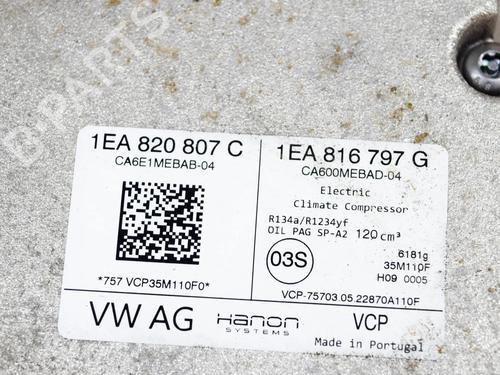 B-PARTS
1EA 820 807 C
CA6E1MEBAB-04
*757 VCP35M110F0*
1EA 816 797 G
CA600MEBAD-04
Electric
Climate Compressor
R134a/R1234yf
OIL PAG SP-A2 120 cm³
03S
6181g
35M110F
H09 0005
VCP-75703.05.22870A110F
VW AG
Hanon
SYSTEMS
VCP
Made in Portugal